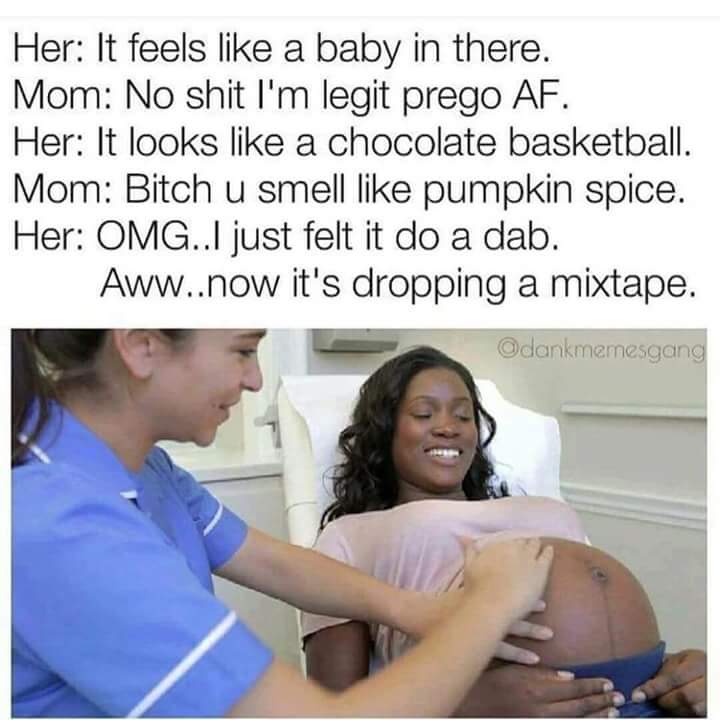 Her: It feels like a baby in there.
Mom: No shit I'm legit prego AF.
Her: It looks like a chocolate basketball.
Mom: Bitch u smell like pumpkin spice.
Her: OMG..I just felt it do a dab.
Aww..now it's dropping a mixtape.
@dankmemesgang